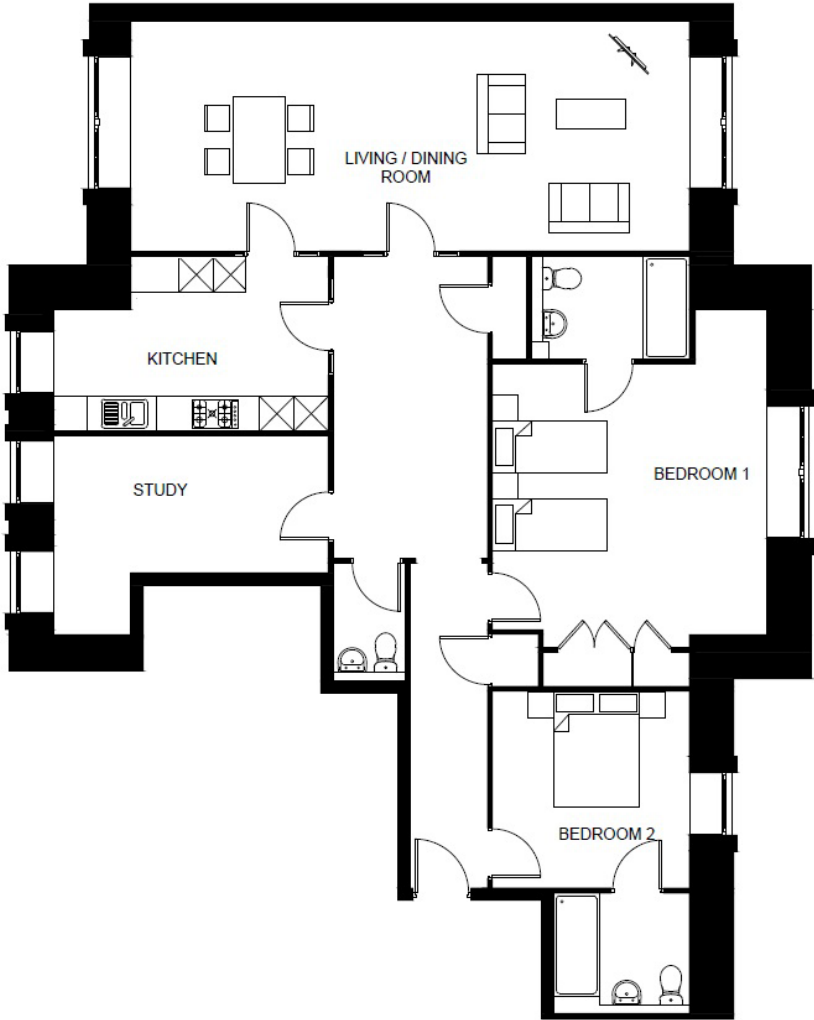 LIVING / DINING
ROOM
KITCHEN
STUDY
BEDROOM 1
BEDROOM 2